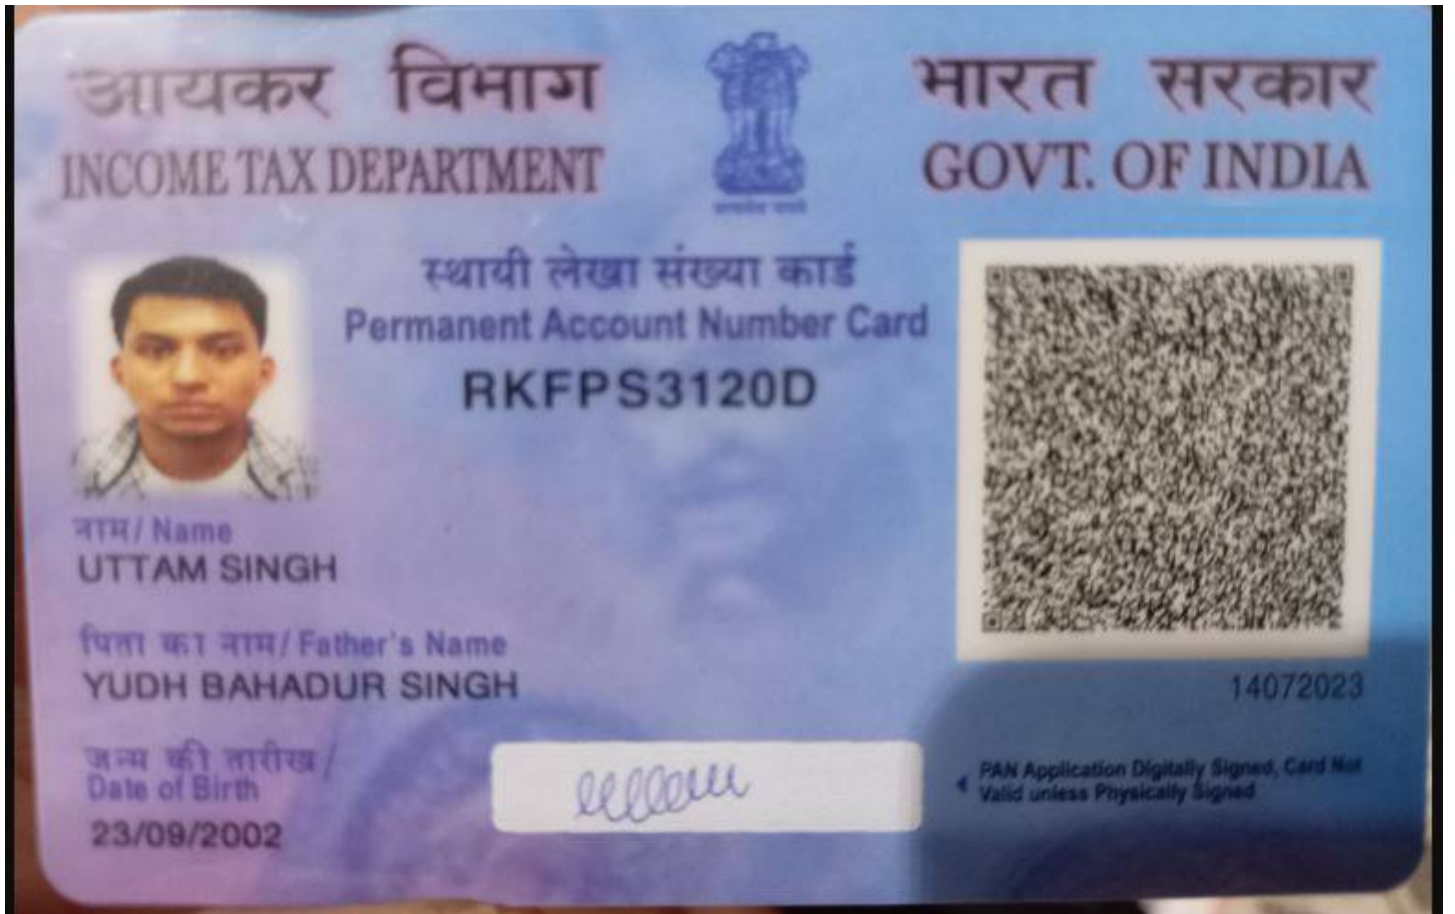 आयकर विभाग
INCOME TAX DEPARTMENT
भारत सरकार
GOVT. OF INDIA
स्थायी लेखा संख्या कार्ड
Permanent Account Number Card
RKFPS3120D
नाम / Name
UTTAM SINGH
पिता का नाम / Father's Name
YUDH BAHADUR SINGH
14072023
जन्म की तारीख /
Date of Birth
23/09/2002
PAN Application Digitally Signed, Card Not
Valid unless Physically Signed